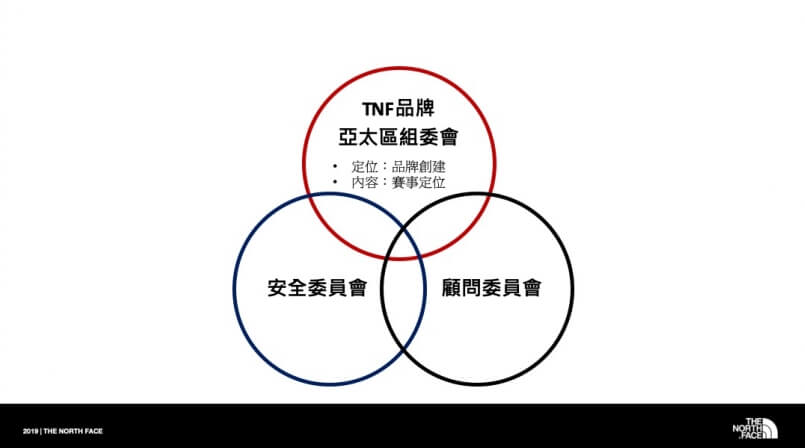 TNF品牌
亞太區組委會
• 定位：品牌創建
• 內容：賽事定位
安全委員會
顧問委員會
2019 | THE NORTH FACE
THE
NORTH
FACE